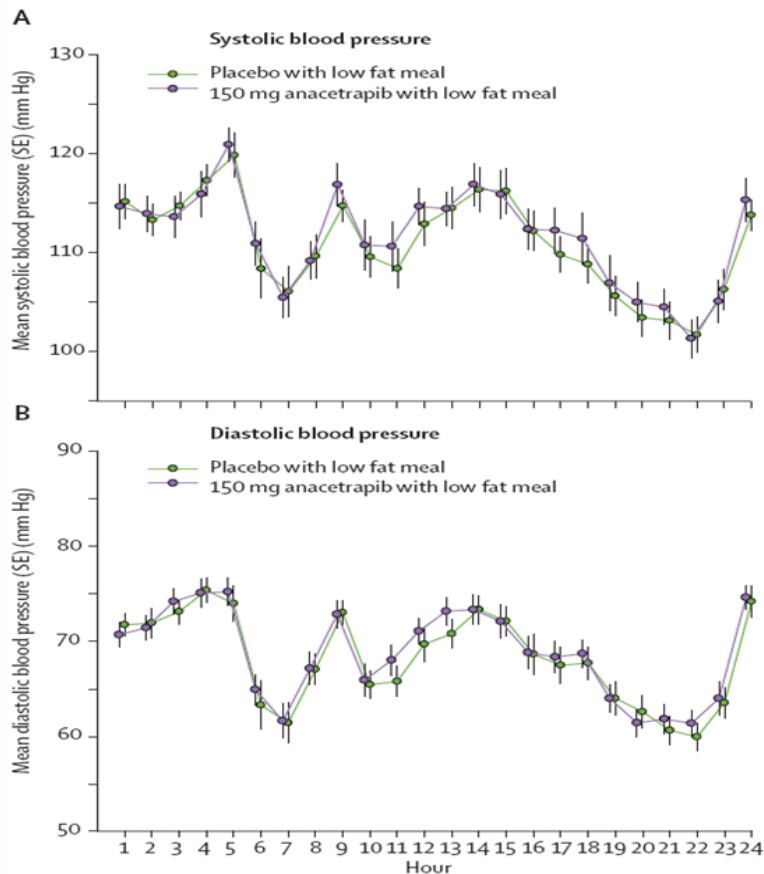 A
Systolic blood pressure
Placebo with low fat meal
150 mg anacetrapib with low fat meal
Mean systolic blood pressure (SE) (mm Hg)
130
120
110
100
B
Diastolic blood pressure
Placebo with low fat meal
150 mg anacetrapib with low fat meal
Mean diastolic blood pressure (SE) (mm Hg)
90
80
70
60
50
1 2 3 4 5 6 7 8 9 10 11 12 13 14 15 16 17 18 19 20 21 22 23 24
Hour